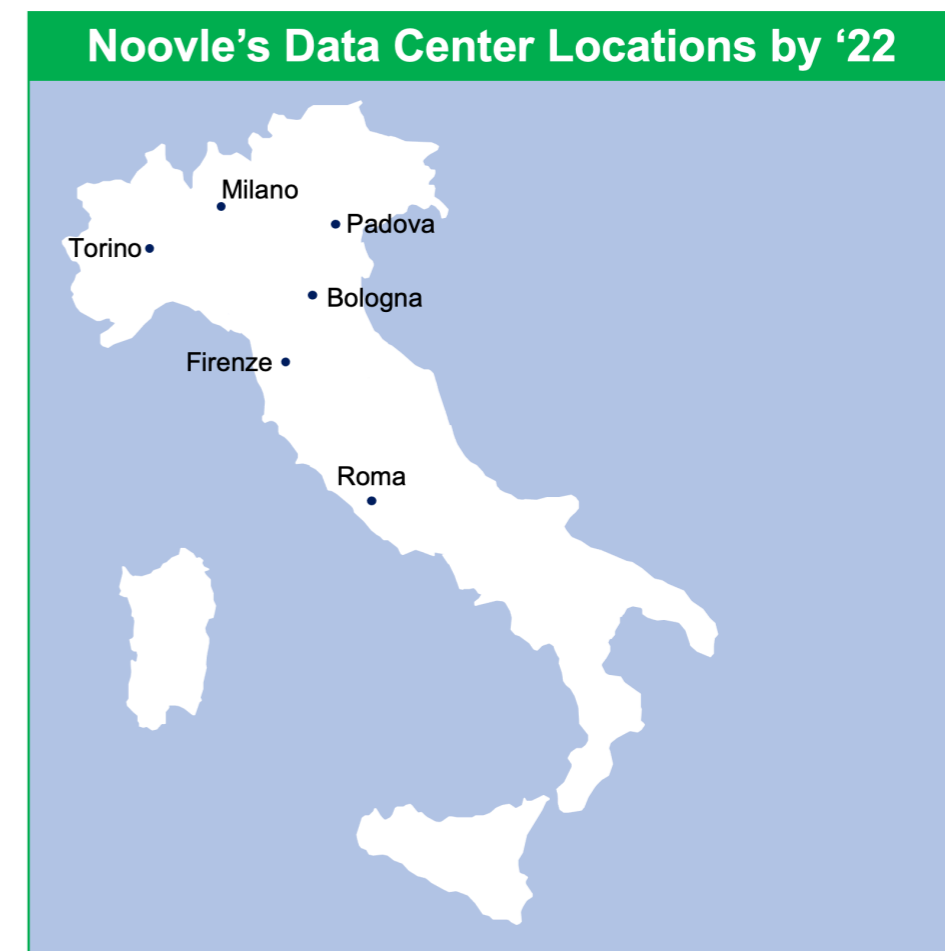 Noovle’s Data Center Locations by ‘22
Milano
Padova
Torino
Bologna
Firenze
Roma